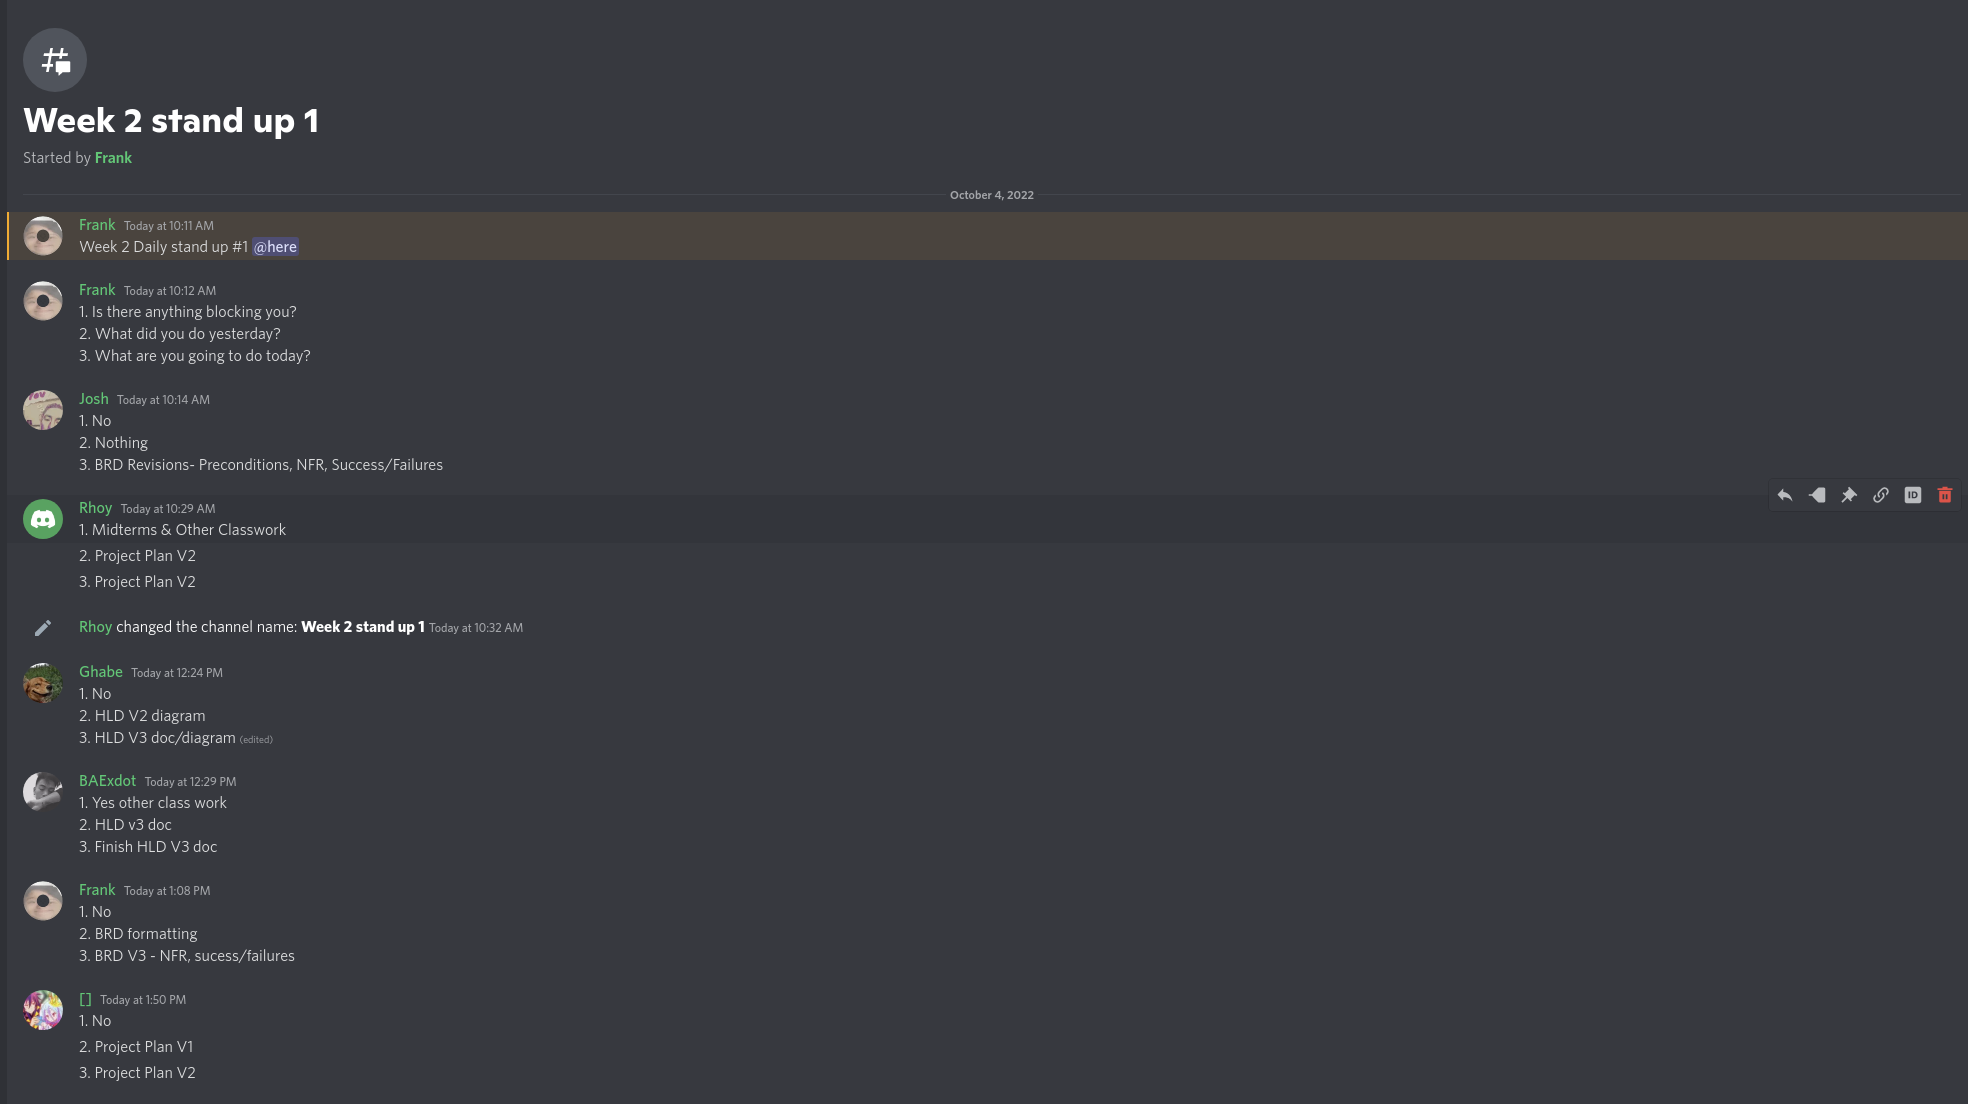 Week 2 stand up 1
Started by Frank
October 4, 2022
Frank Today at 10:11 AM
Week 2 Daily stand up #1 @here
Frank Today at 10:12 AM
1. Is there anything blocking you?
2. What did you do yesterday?
3. What are you going to do today?
Josh Today at 10:14 AM
1. No
2. Nothing
3. BRD Revisions- Preconditions, NFR, Success/Failures
Rhoy Today at 10:29 AM
1. Midterms & Other Classwork
2. Project Plan V2
3. Project Plan V2
ID
Rhoy changed the channel name: Week 2 stand up 1 Today at 10:32 AM
Ghabe Today at 12:24 PM
1. No
2. HLD V2 diagram
3. HLD V3 doc/diagram (edited)
BAExdot Today at 12:29 PM
1. Yes other class work
2. HLD v3 doc
3. Finish HLD V3 doc
Frank Today at 1:08 PM
1. No
2. BRD formatting
3. BRD V3 - NFR, sucess/failures
[] Today at 1:50 PM
1. No
2. Project Plan V1
3. Project Plan V2